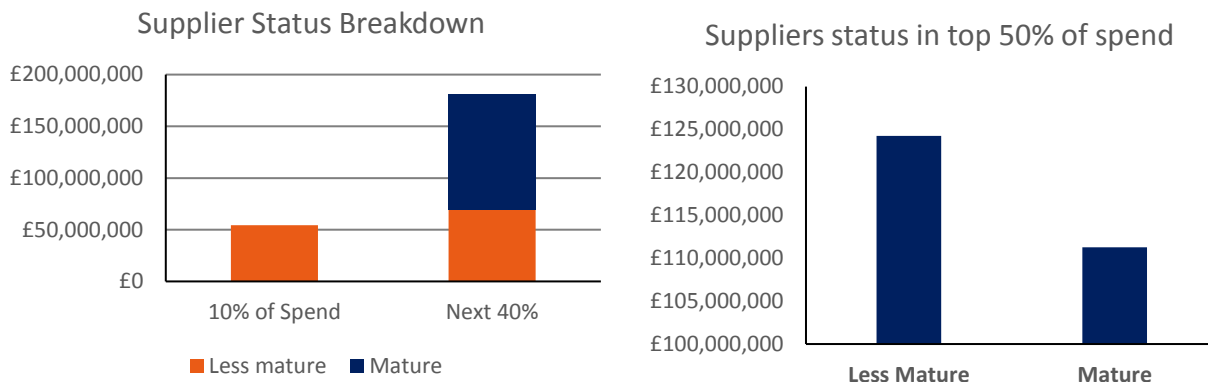 Supplier Status Breakdown
£200,000,000
£150,000,000
£100,000,000
£50,000,000
£0
10% of Spend
Next 40%
Less mature
Mature
Suppliers status in top 50% of spend
£130,000,000
£125,000,000
£120,000,000
£115,000,000
£110,000,000
£105,000,000
£100,000,000
Less Mature
Mature